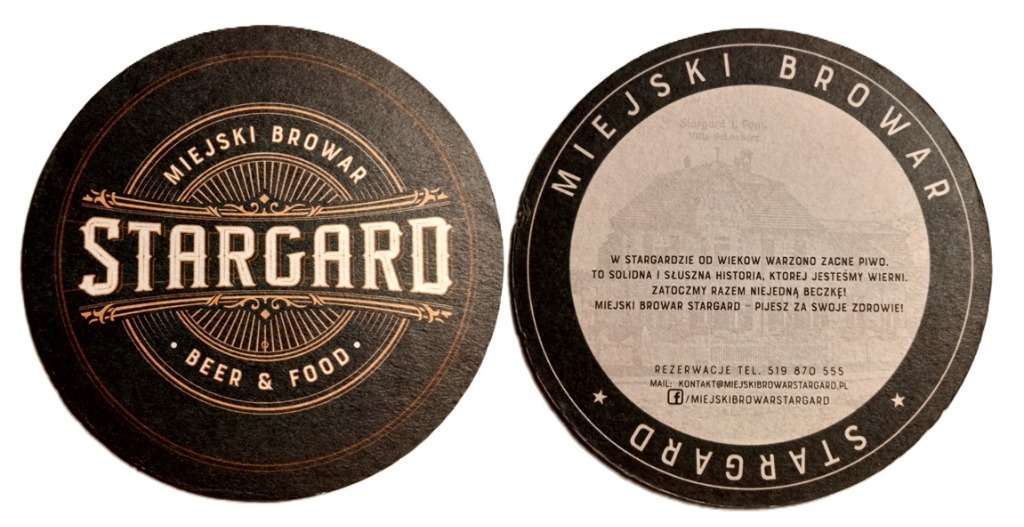 MIEJSKI BROWAR
STARGARD
• BEER & FOOD •
MIEJSKI BROWAR
Stargard i. Pom.
W STARGARDZIE OD WIEKOW WARZONO ZACNE PIWO.
TO SOLIDNA I SŁUSZNA HISTORIA, KTOREJ JESTEŚMY WIERNI.
ZATOCZMY RAZEM NIEJEDNĄ BECZKĘ!
MIEJSKI BROWAR STARGARD – PIJESZ ZA SWOJE ZDROWIE!
REZERWACJE TEL. 519 870 555
MAIL: KONTAKT@MIEJSKIBROWARSTARGARD.PL
f/MIEJSKIBROWARSTARGARD
STARGARD